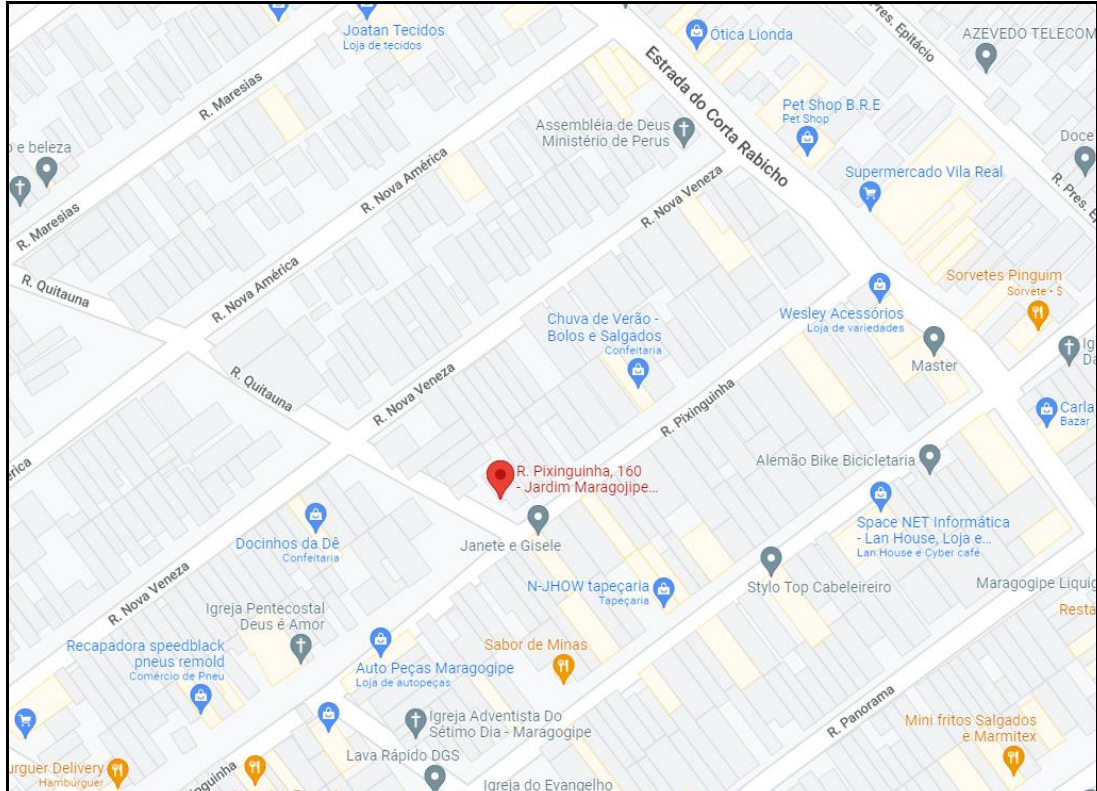 Joatan Tecidos
Loja de tecidos
Ótica Lionda
Pres. Epitácio
AZEVEDO TELECOM
R. Maresias
Estrada do Corta Rabicho
Pet Shop B.R.E
Pet Shop
Assembléia de Deus
Ministério de Perus
o e beleza
Doce
R. Nova América
Supermercado Vila Real
R. Pres. Ep
R. Maresias
R. Nova Veneza
R. Quitauna
R. Nova América
Sorvetes Pinguim
Sorvete - $
Chuva de Verão -
Bolos e Salgados
Confeitaria
Wesley Acessórios
Loja de variedades
Master
Ig
Da
R. Quitauna
R. Nova Veneza
R. Pixinguinha
Carla
Bazar
érica
R. Pixinguinha, 160
- Jardim Maragojipe...
Alemão Bike Bicicletaria
Docinhos da Dê
Confeitaria
Janete e Gisele
Space NET Informática
- Lan House, Loja e...
Lan House e Cyber café
R. Nova Veneza
N-JHOW tapeçaria
Tapeçaria
Stylo Top Cabeleireiro
Maragogipe Liquig
Resta
Igreja Pentecostal
Deus é Amor
Recapadora speedblack
pneus remold
Comércio de Pneu
Sabor de Minas
Auto Peças Maragogipe
Loja de autopeças
Igreja Adventista Do
Sétimo Dia - Maragogipe
R. Panorama
Mini fritos Salgados
e Marmitex
Lava Rápido DGS
urguer Delivery
Hambúrguer
nguinha
Igreja do Evangelho